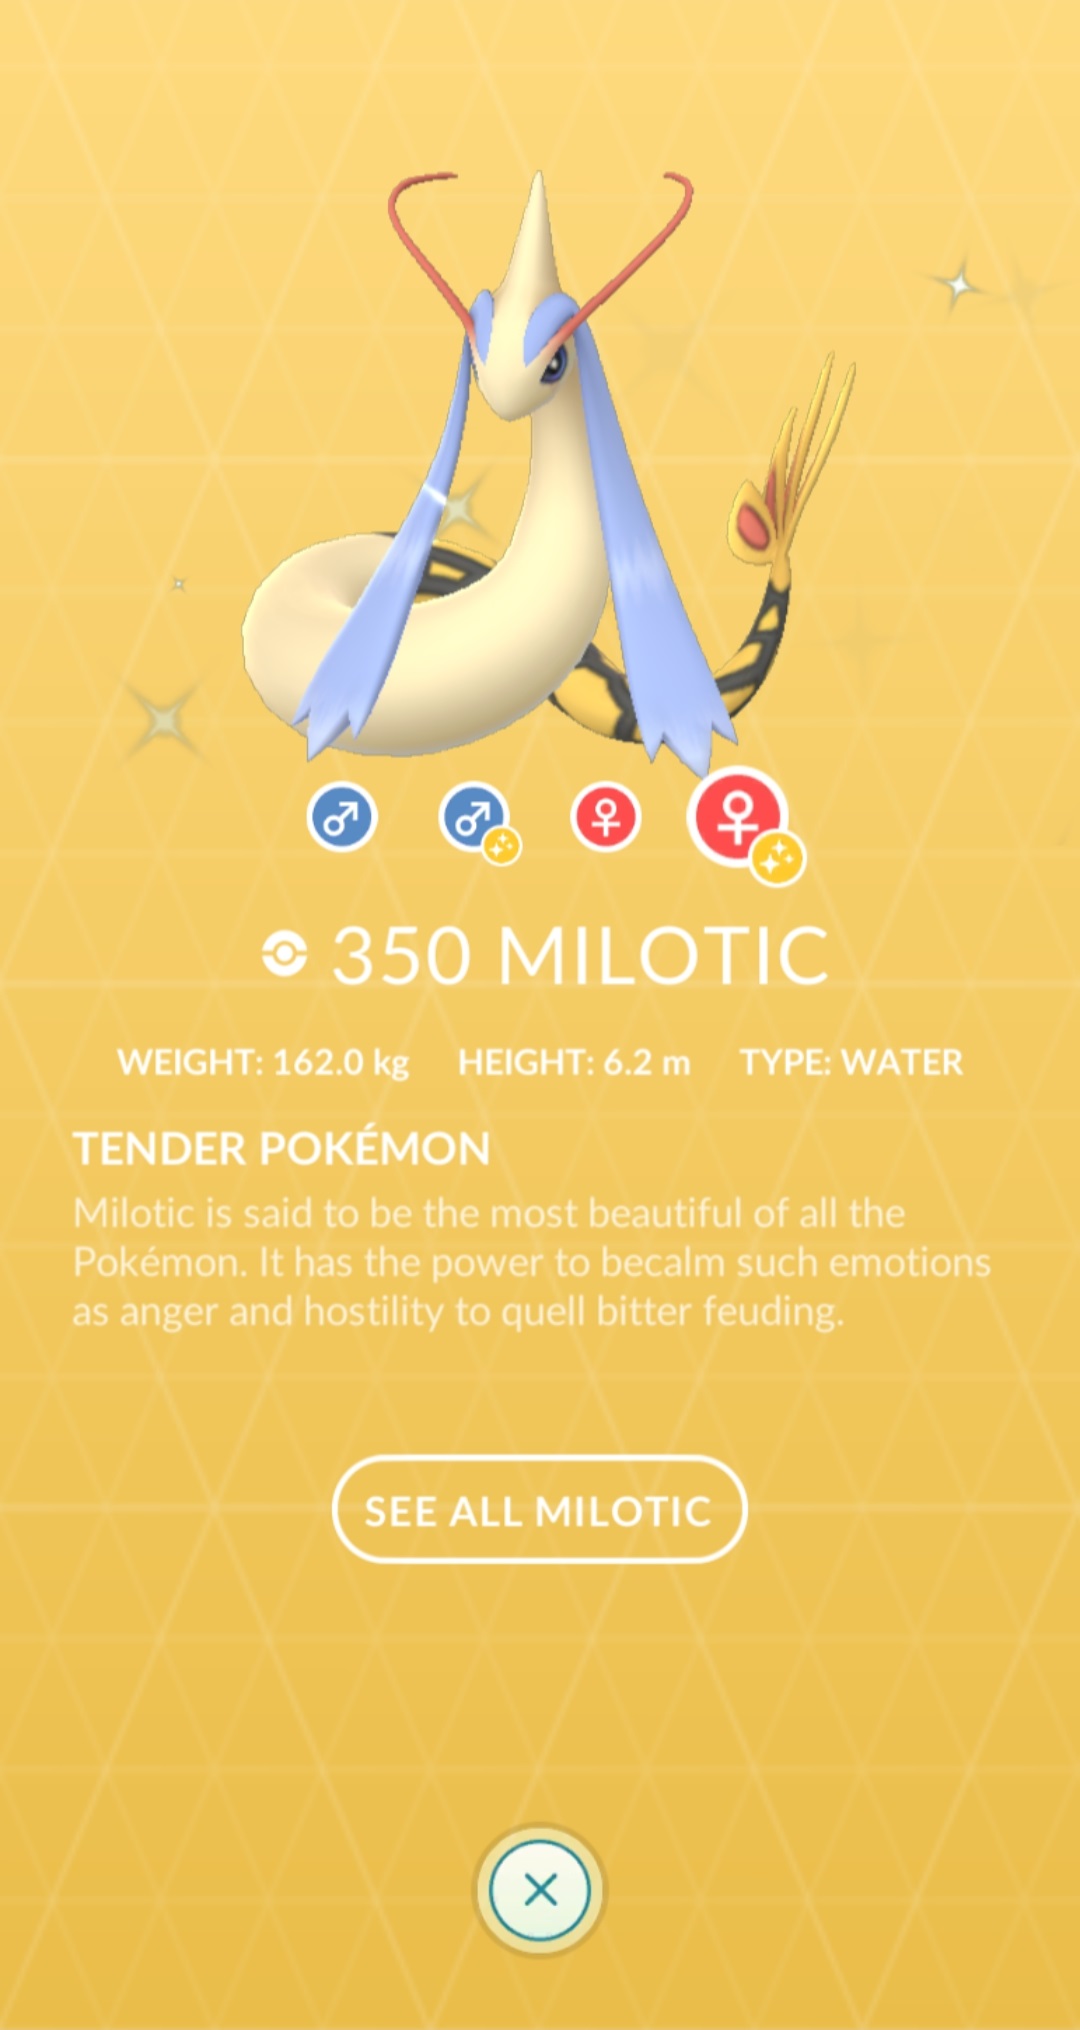 350 MILOTIC
WEIGHT: 162.0 kg HEIGHT: 6.2 m TYPE: WATER
TENDER POKÉMON
Milotic is said to be the most beautiful of all the
Pokémon. It has the power to becalm such emotions
as anger and hostility to quell bitter feuding.
SEE ALL MILOTIC